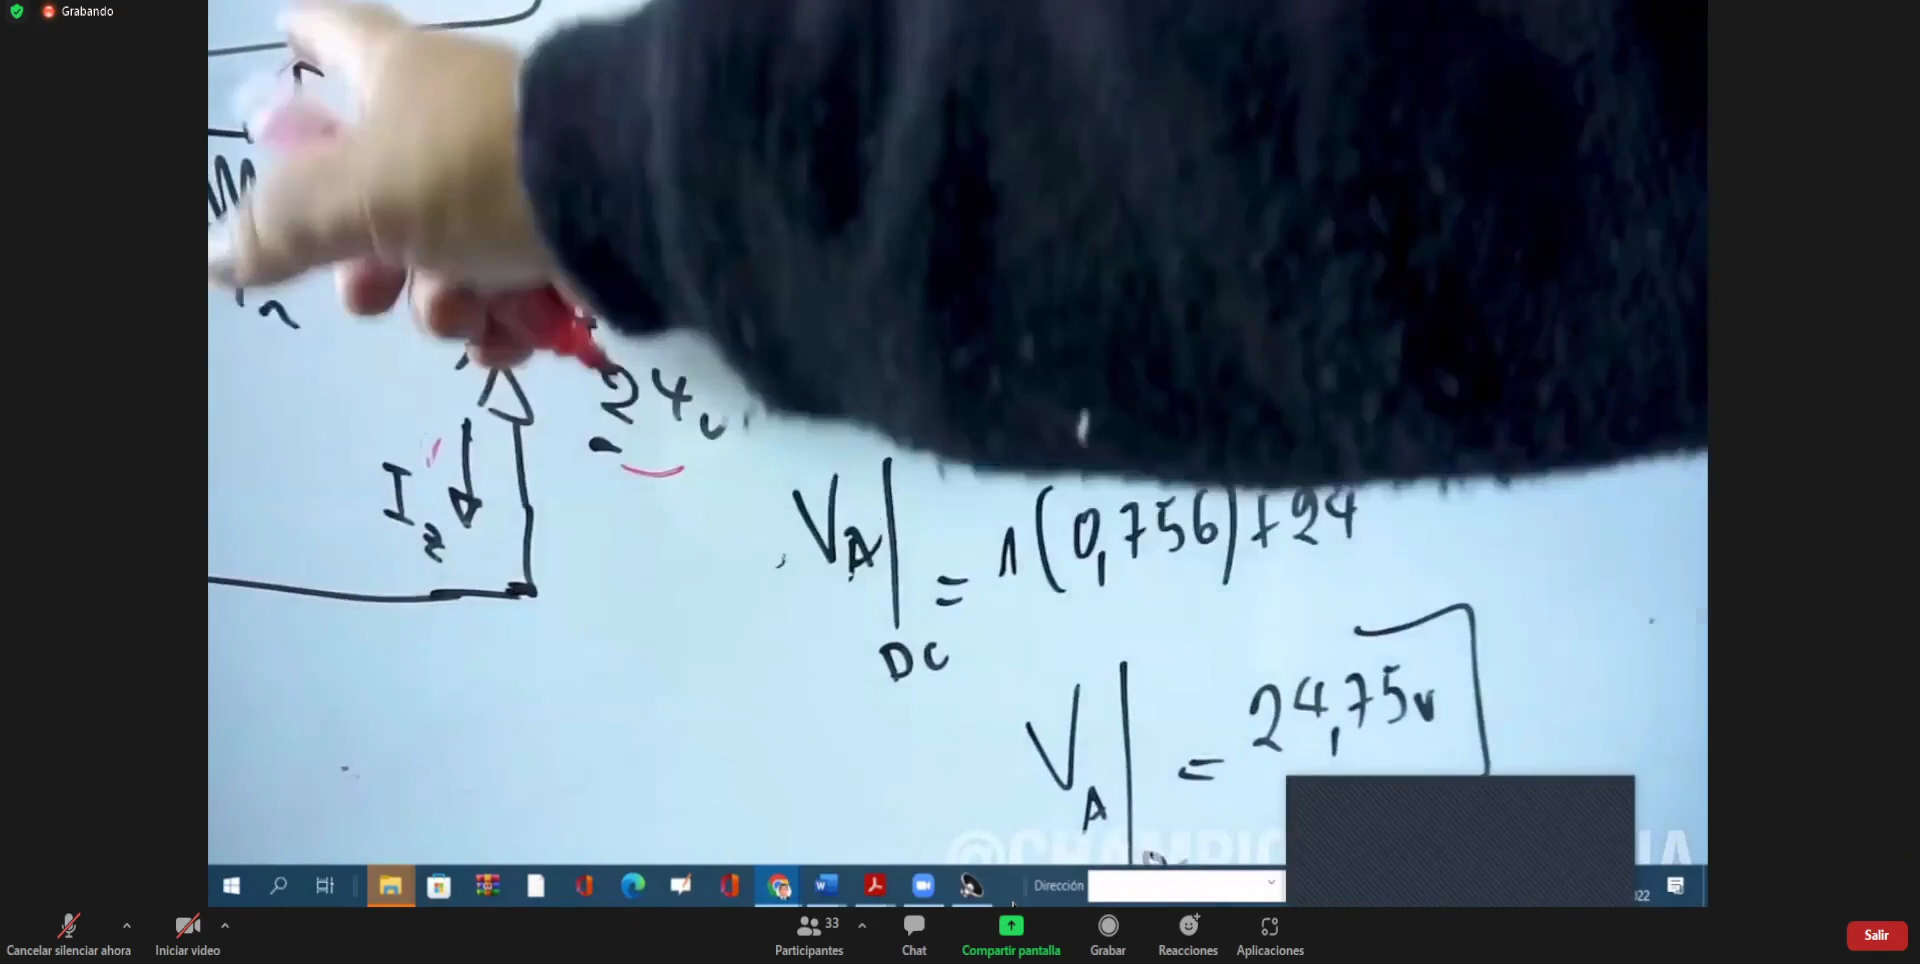 Grabando
24v
I2
VA| = 1(0,756)+24
DC
VA| = 24,75v
Dirección
22
Cancelar silenciar ahora
Iniciar video
33
Participantes
Chat
Compartir pantalla
Grabar
Reacciones
Aplicaciones
Salir